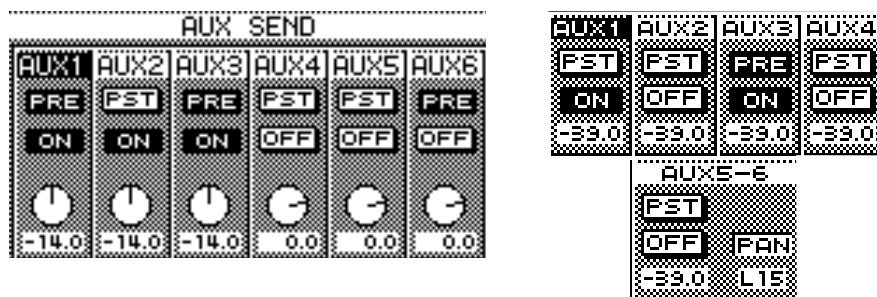 AUX SEND
AUX1 AUX2 AUX3 AUX4 AUX5 AUX6
PRE PST PRE PST PST PRE
ON ON ON OFF OFF OFF
-14.0 -14.0 -14.0 0.0 0.0 0.0
AUX1 AUX2 AUX3 AUX4
PST PST PRE PST
ON OFF ON OFF
-39.0 -39.0 -39.0 -39.0
AUX5-6
PST
OFF PAN
-39.0 L15